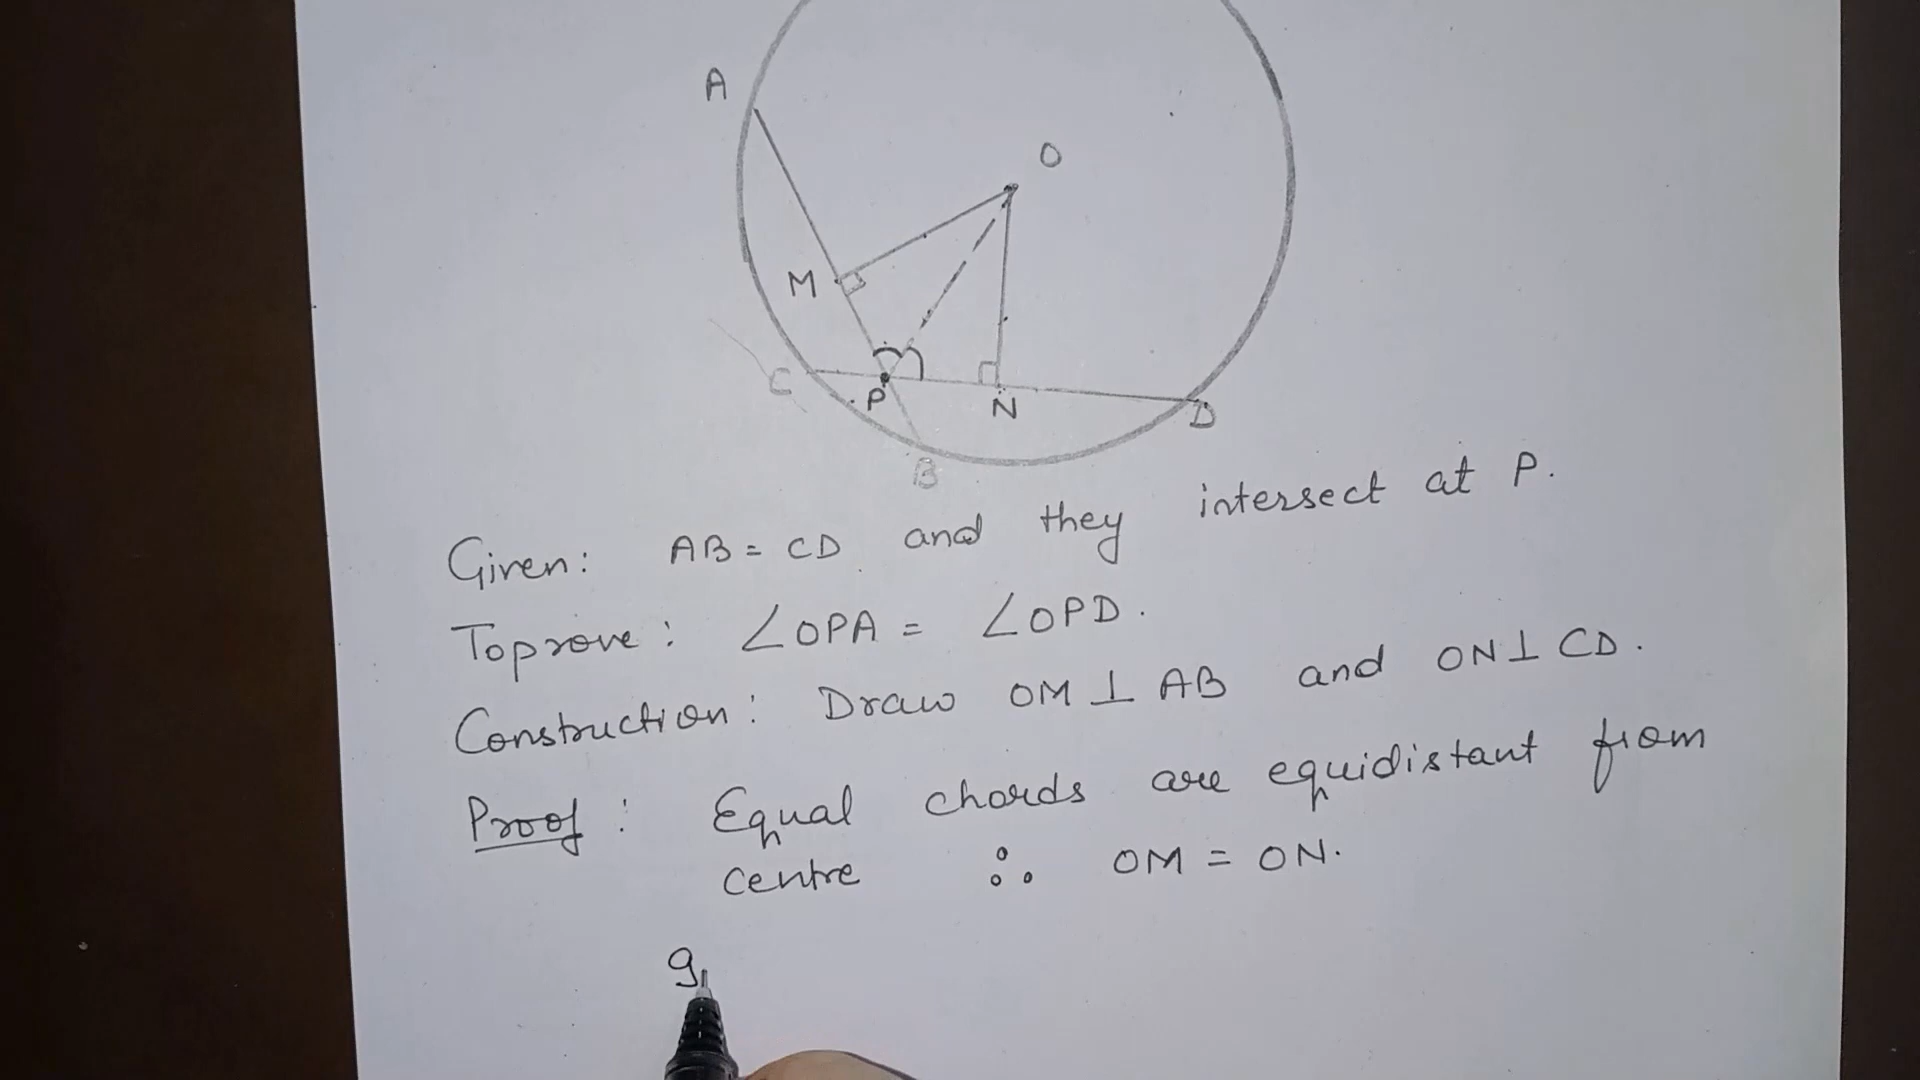 A
O
M
C
P
N
D
B
Given: AB = CD and they intersect at P.
Toprove: ∠OPA = ∠OPD.
Construction: Draw OM ⊥ AB and ON ⊥ CD.
Proof: Equal chords are equidistant from
centre ∴ OM = ON.